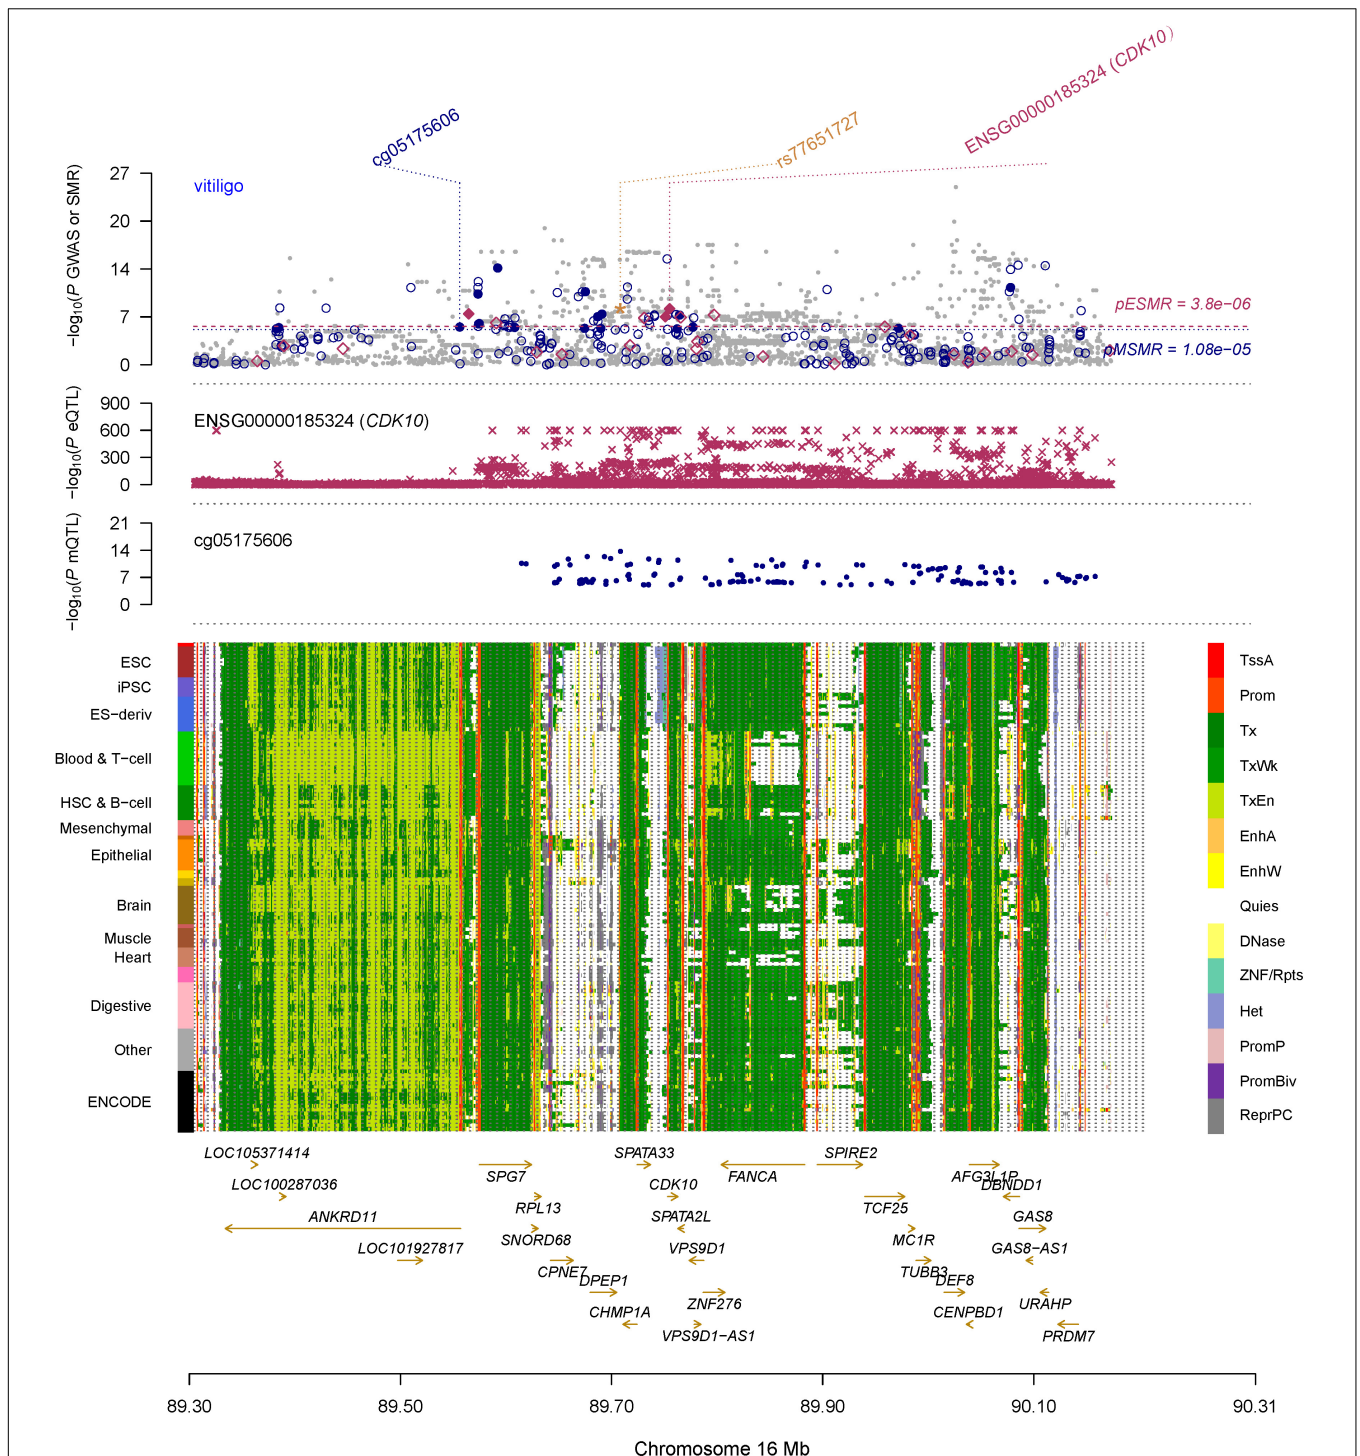 cg05175606
rs77651727
ENSG00000185324 (CDK10)
vitiligo
−log10(P GWAS or SMR)
27
20
14
7
0
pESMR = 3.8e−06
pMSMR = 1.08e−05
ENSG00000185324 (CDK10)
−log10(P eQTL)
900
600
300
0
cg05175606
−log10(P mQTL)
21
14
7
0
ESC
iPSC
ES−deriv
Blood & T−cell
HSC & B−cell
Mesenchymal
Epithelial
Brain
Muscle
Heart
Digestive
Other
ENCODE
TssA
Prom
Tx
TxWk
TxEn
EnhA
EnhW
Quies
DNase
ZNF/Rpts
Het
PromP
PromBiv
ReprPC
LOC105371414 SPATA33 SPIRE2
SPG7 FANCA AFG3L1P
LOC100287036 CDK10 DBNDD1
RPL13 TCF25
ANKRD11 SPATA2L GAS8
SNORD68 MC1R
LOC101927817 VPS9D1 GAS8−AS1
CPNE7 TUBB3
DPEP1 DEF8
ZNF276 URAHP
CHMP1A CENPBD1
VPS9D1−AS1 PRDM7
89.30 89.50 89.70 89.90 90.10 90.31
Chromosome 16 Mb